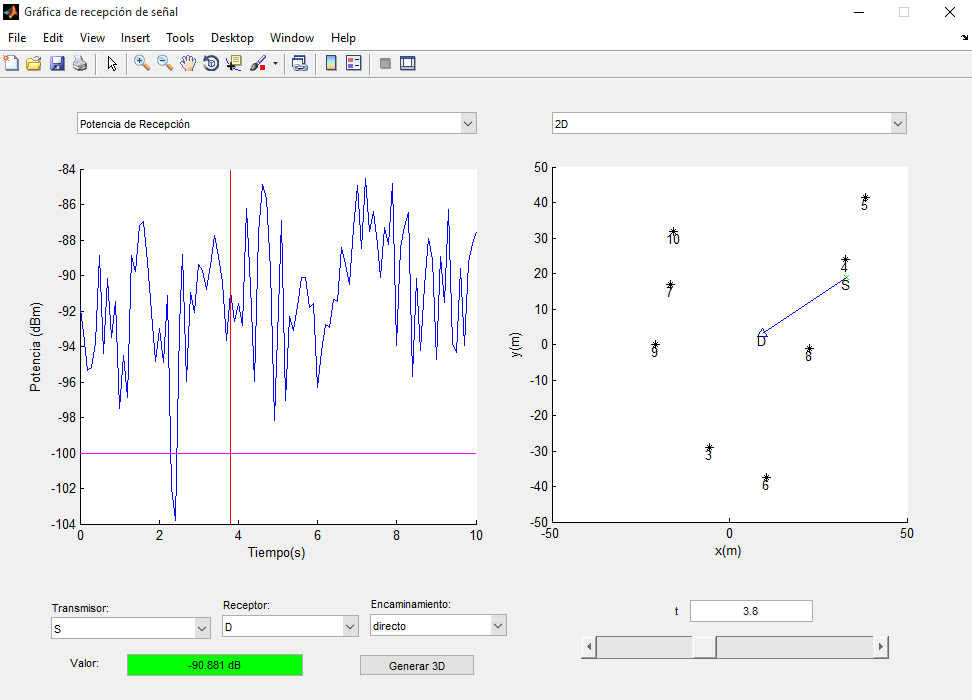 Gráfica de recepción de señal
File Edit View Insert Tools Desktop Window Help
Potencia de Recepción
2D
-84
-86
-88
-90
-92
-94
-96
-98
-100
-102
-104
Potencia (dBm)
0 2 4 6 8 10
Tiempo(s)
50
40
30
20
10
0
-10
-20
-30
-40
-50
y(m)
5
10
4
S
7
D
9
8
3
6
-50 0 50
x(m)
Transmisor:
S
Receptor:
D
Encaminamiento:
directo
t 3.8
Valor: -90.881 dB
Generar 3D